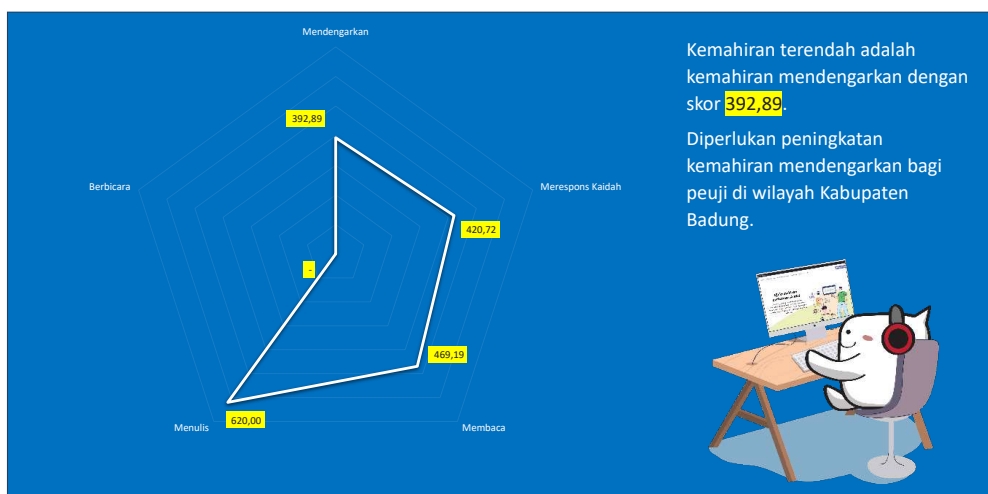 Mendengarkan
392,89
Berbicara
Merespons Kaidah
420,72
-
469,19
Menulis
620,00
Membaca
Kemahiran terendah adalah
kemahiran mendengarkan dengan
skor 392,89.
Diperlukan peningkatan
kemahiran mendengarkan bagi
peuji di wilayah Kabupaten
Badung.